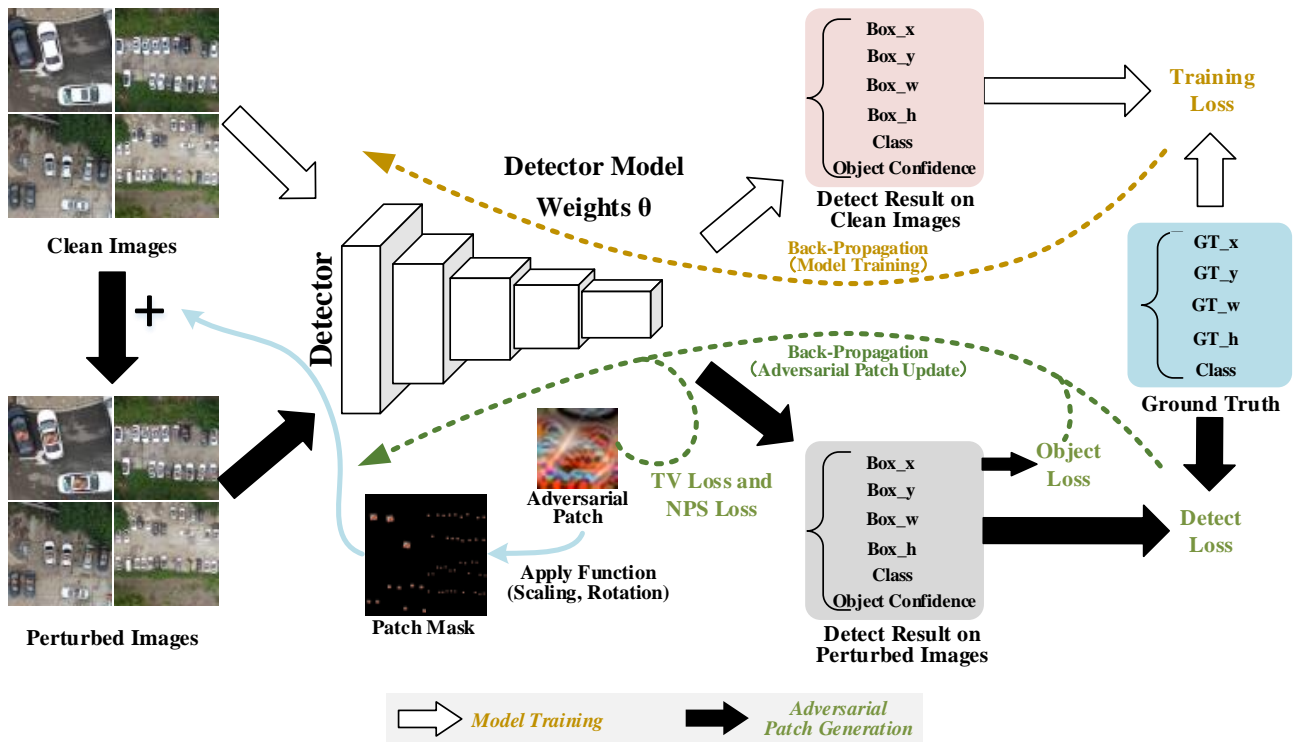 Clean Images
+
Perturbed Images
Detector
Detector Model
Weights θ
Box_x
Box_y
Box_w
Box_h
Class
Object Confidence
Detect Result on
Clean Images
Training
Loss
Back-Propagation
（Model Training）
GT_x
GT_y
GT_w
GT_h
Class
Ground Truth
Back-Propagation
（Adversarial Patch Update）
Adversarial
Patch
TV Loss and
NPS Loss
Apply Function
(Scaling, Rotation)
Patch Mask
Box_x
Box_y
Box_w
Box_h
Class
Object Confidence
Detect Result on
Perturbed Images
Object
Loss
Detect
Loss
Model Training
Adversarial
Patch Generation